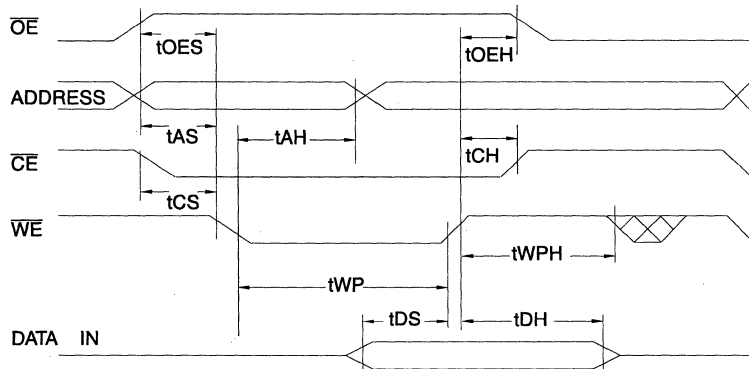 OE
tOES
tOEH
ADDRESS
tAS
tAH
tCH
CE
tCS
WE
tWPH
tWP
tDS
tDH
DATA IN